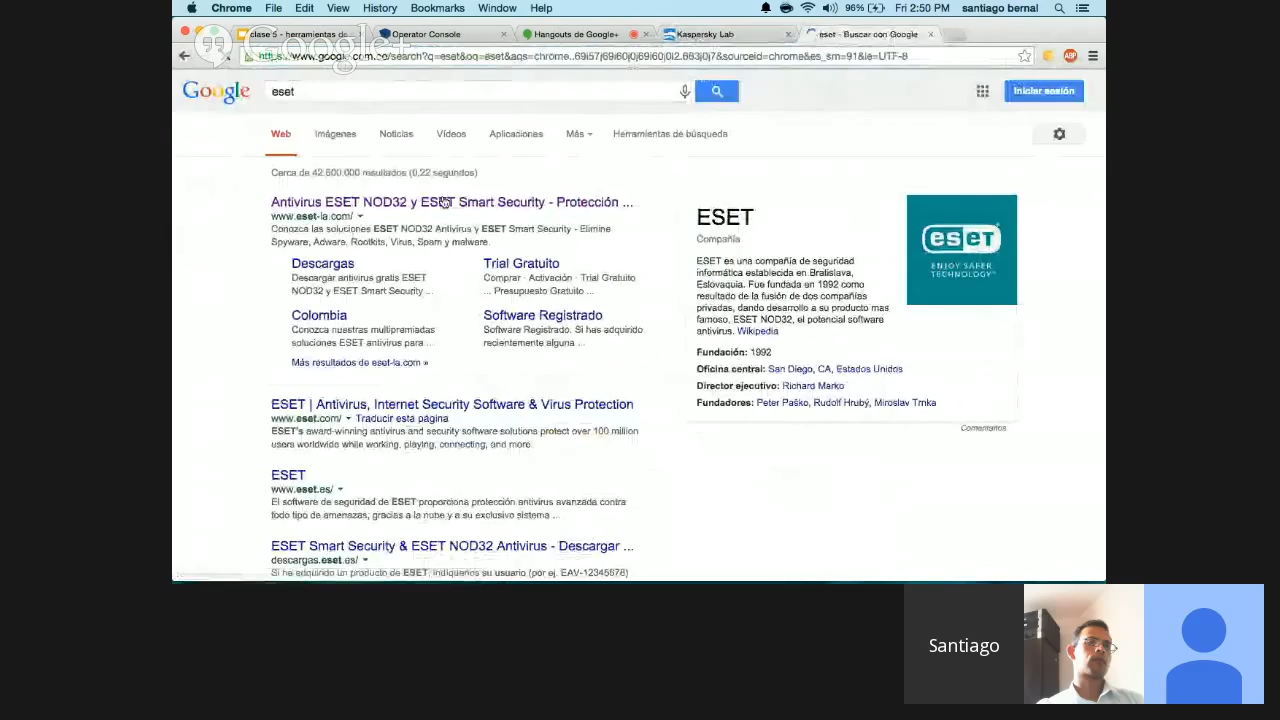 Chrome File Edit View History Bookmarks Window Help 96% Fri 2:50 PM santiago bernal
clase 5 - herramientas de Operator Console Hangouts de Google+ Kaspersky Lab eset - Buscar con Google
Google+
ABP
Google eset Iniciar sesión
Web Imágenes Noticias Vídeos Aplicaciones Más Herramientas de búsqueda
Cerca de 42.600.000 resultados (0,22 segundos)
Antivirus ESET NOD32 y ESET Smart Security - Protección ...
www.eset-la.com/
Conozca las soluciones ESET NOD32 Antivirus y ESET Smart Security - Elimine
Spyware, Adware, Rootkits, Virus, Spam y malware.
Descargas
Descargar antivirus gratis ESET
NOD32 y ESET Smart Security ...
Trial Gratuito
Comprar · Activación · Trial Gratuito
... Presupuesto Gratuito ...
Colombia
Conozca nuestras multipremiadas
soluciones ESET antivirus para ...
Software Registrado
Software Registrado. Si has adquirido
recientemente alguna ...
Más resultados de eset-la.com »
ESET | Antivirus, Internet Security Software & Virus Protection
www.eset.com/ Traducir esta página
ESET's award-winning antivirus and security software solutions protect over 100 million
users worldwide while working, playing, connecting, and more.
ESET
www.eset.es/
El software de seguridad de ESET proporciona protección antivirus avanzada contra
todo tipo de amenazas, gracias a la nube y a su exclusivo sistema ...
ESET Smart Security & ESET NOD32 Antivirus - Descargar ...
descargas.eset.es/
Si ha adquirido un producto de ESET, indíquenos su usuario (por ej. EAV-12345678)
ESET
Compañía
ESET es una compañía de seguridad
informática establecida en Bratislava,
Eslovaquia. Fue fundada en 1992 como
resultado de la fusión de dos compañías
privadas, dando desarrollo a su producto mas
famoso, ESET NOD32, el potencial software
antivirus. Wikipedia
Fundación: 1992
Oficina central: San Diego, CA, Estados Unidos
Director ejecutivo: Richard Marko
Fundadores: Peter Paško, Rudolf Hrubý, Miroslav Trnka
Comentarios
eset
ENJOY SAFER
TECHNOLOGY™
Santiago